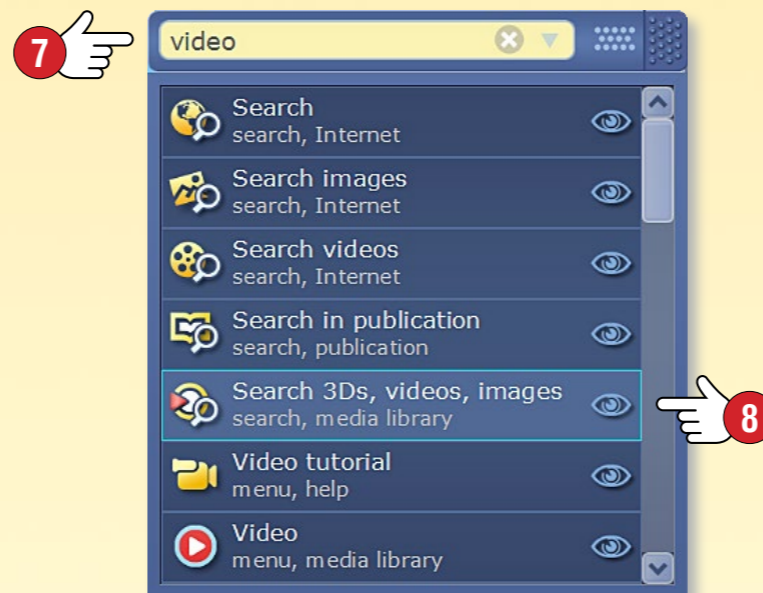 7
video
Search
search, Internet
Search images
search, Internet
Search videos
search, Internet
Search in publication
search, publication
Search 3Ds, videos, images
search, media library
8
Video tutorial
menu, help
Video
menu, media library